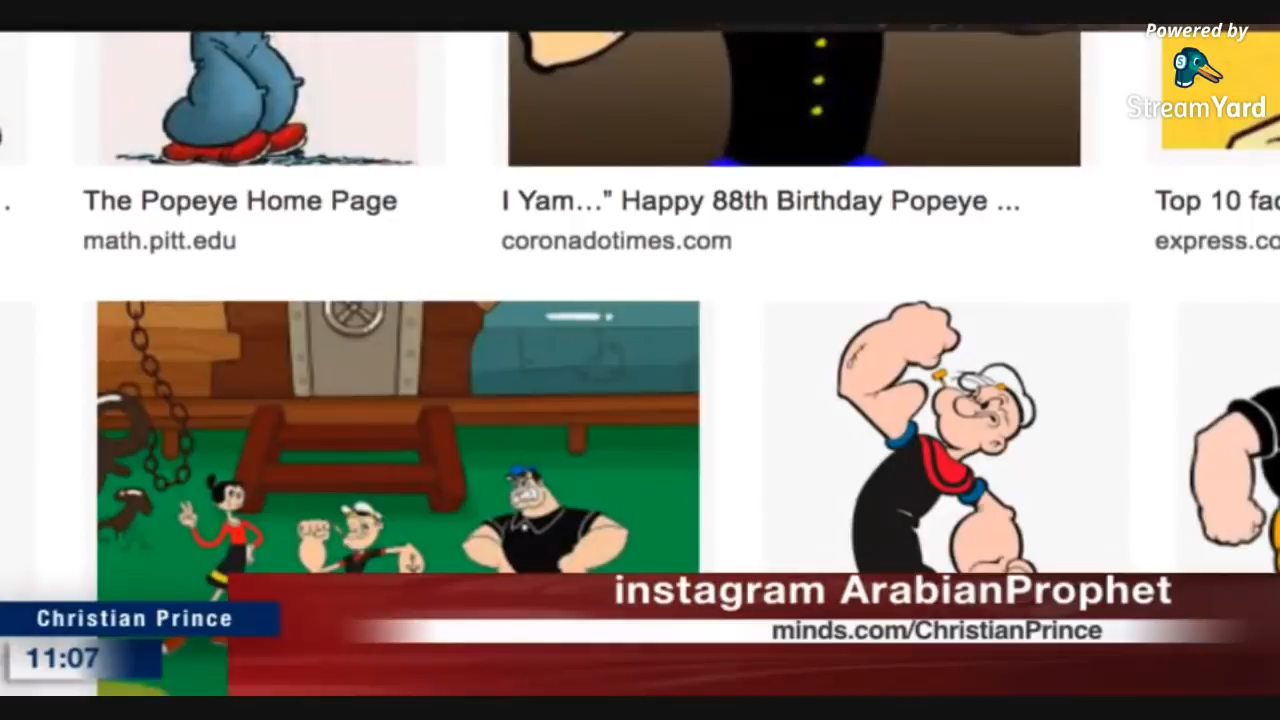 Powered by
StreamYard
.
The Popeye Home Page
math.pitt.edu
I Yam..." Happy 88th Birthday Popeye ...
coronadotimes.com
Top 10 fac
express.co
instagram ArabianProphet
minds.com/ChristianPrince
Christian Prince
11:07